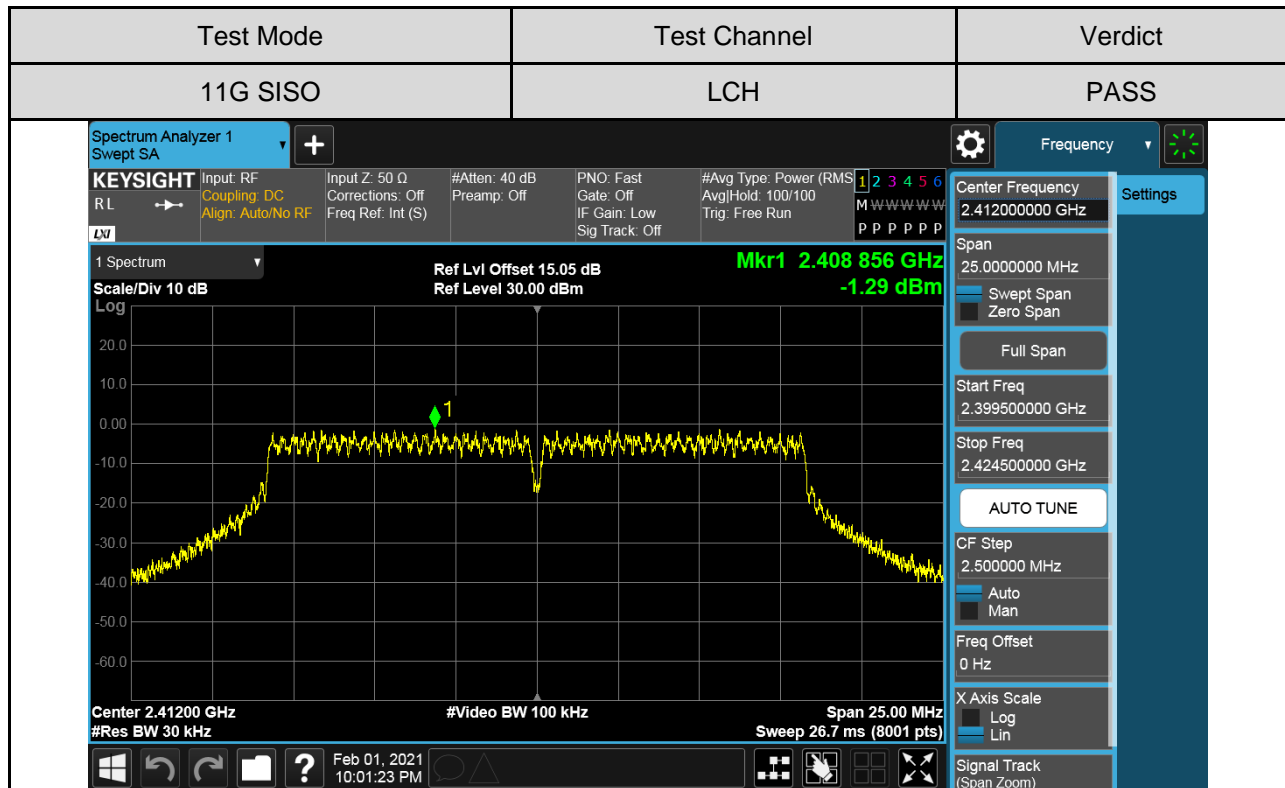 Test Mode Test Channel Verdict
11G SISO LCH PASS
Spectrum Analyzer 1
Swept SA
+
Frequency
KEYSIGHT
R L
LXI
Input: RF
Coupling: DC
Align: Auto/No RF
Input Z: 50 Ω
Corrections: Off
Freq Ref: Int (S)
#Atten: 40 dB
Preamp: Off
PNO: Fast
Gate: Off
IF Gain: Low
Sig Track: Off
#Avg Type: Power (RMS
Avg|Hold: 100/100
Trig: Free Run
1 2 3 4 5 6
M W W W W W
P P P P P P
1 Spectrum
Scale/Div 10 dB
Log
Ref Lvl Offset 15.05 dB
Ref Level 30.00 dBm
Mkr1 2.408 856 GHz
-1.29 dBm
20.0
10.0
0.00
-10.0
-20.0
-30.0
-40.0
-50.0
-60.0
1
Center 2.41200 GHz
#Res BW 30 kHz
#Video BW 100 kHz
Span 25.00 MHz
Sweep 26.7 ms (8001 pts)
?
Feb 01, 2021
10:01:23 PM
Center Frequency
2.412000000 GHz
Settings
Span
25.0000000 MHz
Swept Span
Zero Span
Full Span
Start Freq
2.399500000 GHz
Stop Freq
2.424500000 GHz
AUTO TUNE
CF Step
2.500000 MHz
Auto
Man
Freq Offset
0 Hz
X Axis Scale
Log
Lin
Signal Track
(Span Zoom)